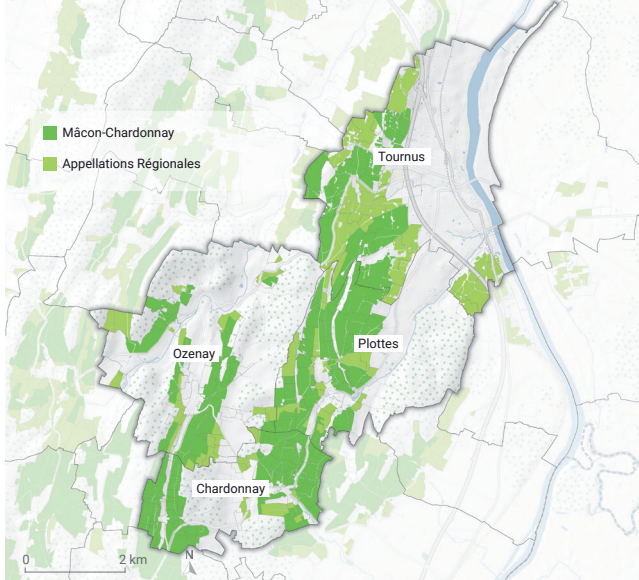 Mâcon-Chardonnay
Appellations Régionales
Tournus
Plottes
Ozenay
Chardonnay
0 2 km
N